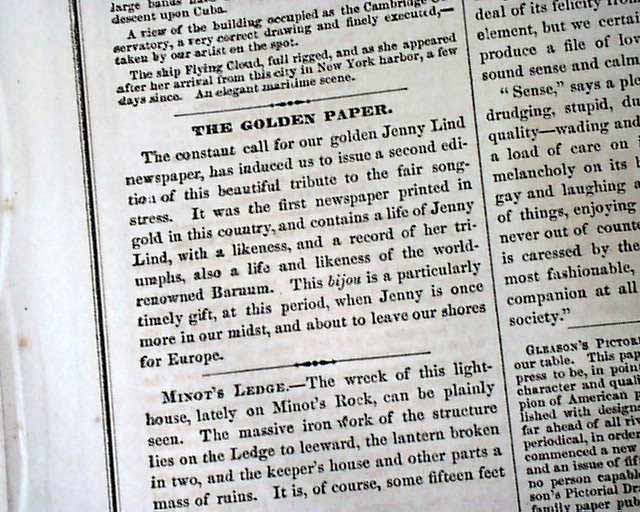 large bands
descent upon Cuba.
A view of the building occupied as the Cambridge
servatory, a very correct drawing and finely executed,—
taken by our artist on the spot.
The ship Flying Cloud, full rigged, and as she appeared
after her arrival from this city in New York harbor, a few
days since. An elegant maritime scene.
THE GOLDEN PAPER.
The constant call for our golden Jenny Lind
newspaper, has induced us to issue a second edi-
tion of this beautiful tribute to the fair song-
stress. It was the first newspaper printed in
gold in this country, and contains a life of Jenny
Lind, with a likeness, and a record of her tri-
umphs, also a life and likeness of the world-
renowned Barnum. This bijou is a particularly
timely gift, at this period, when Jenny is once
more in our midst, and about to leave our shores
for Europe.
MINOT'S LEDGE.—The wreck of this light-
house, lately on Minot's Rock, can be plainly
seen. The massive iron work of the structure
lies on the Ledge to leeward, the lantern broken
in two, and the keeper's house and other parts a
mass of ruins. It is, of course, some fifteen feet
deal of its felicity from
element, but we certai
produce a file of lov
sound sense and calm
"Sense," says a pl
drudging, stupid, du
quality—wading and
a load of care on i
melancholy on its
gay and laughing a
of things, enjoying
never out of counte
is caressed by the
most fashionable,
companion at all
society."
GLEASON'S PICTOR
our table. This pap
press to be, in poin
character and qua
pion of American p
lished with design
far ahead of all riv
periodical, in order
commenced a new
and an issue of fif
no person capabl
son's Pictorial Dra
family paper pub